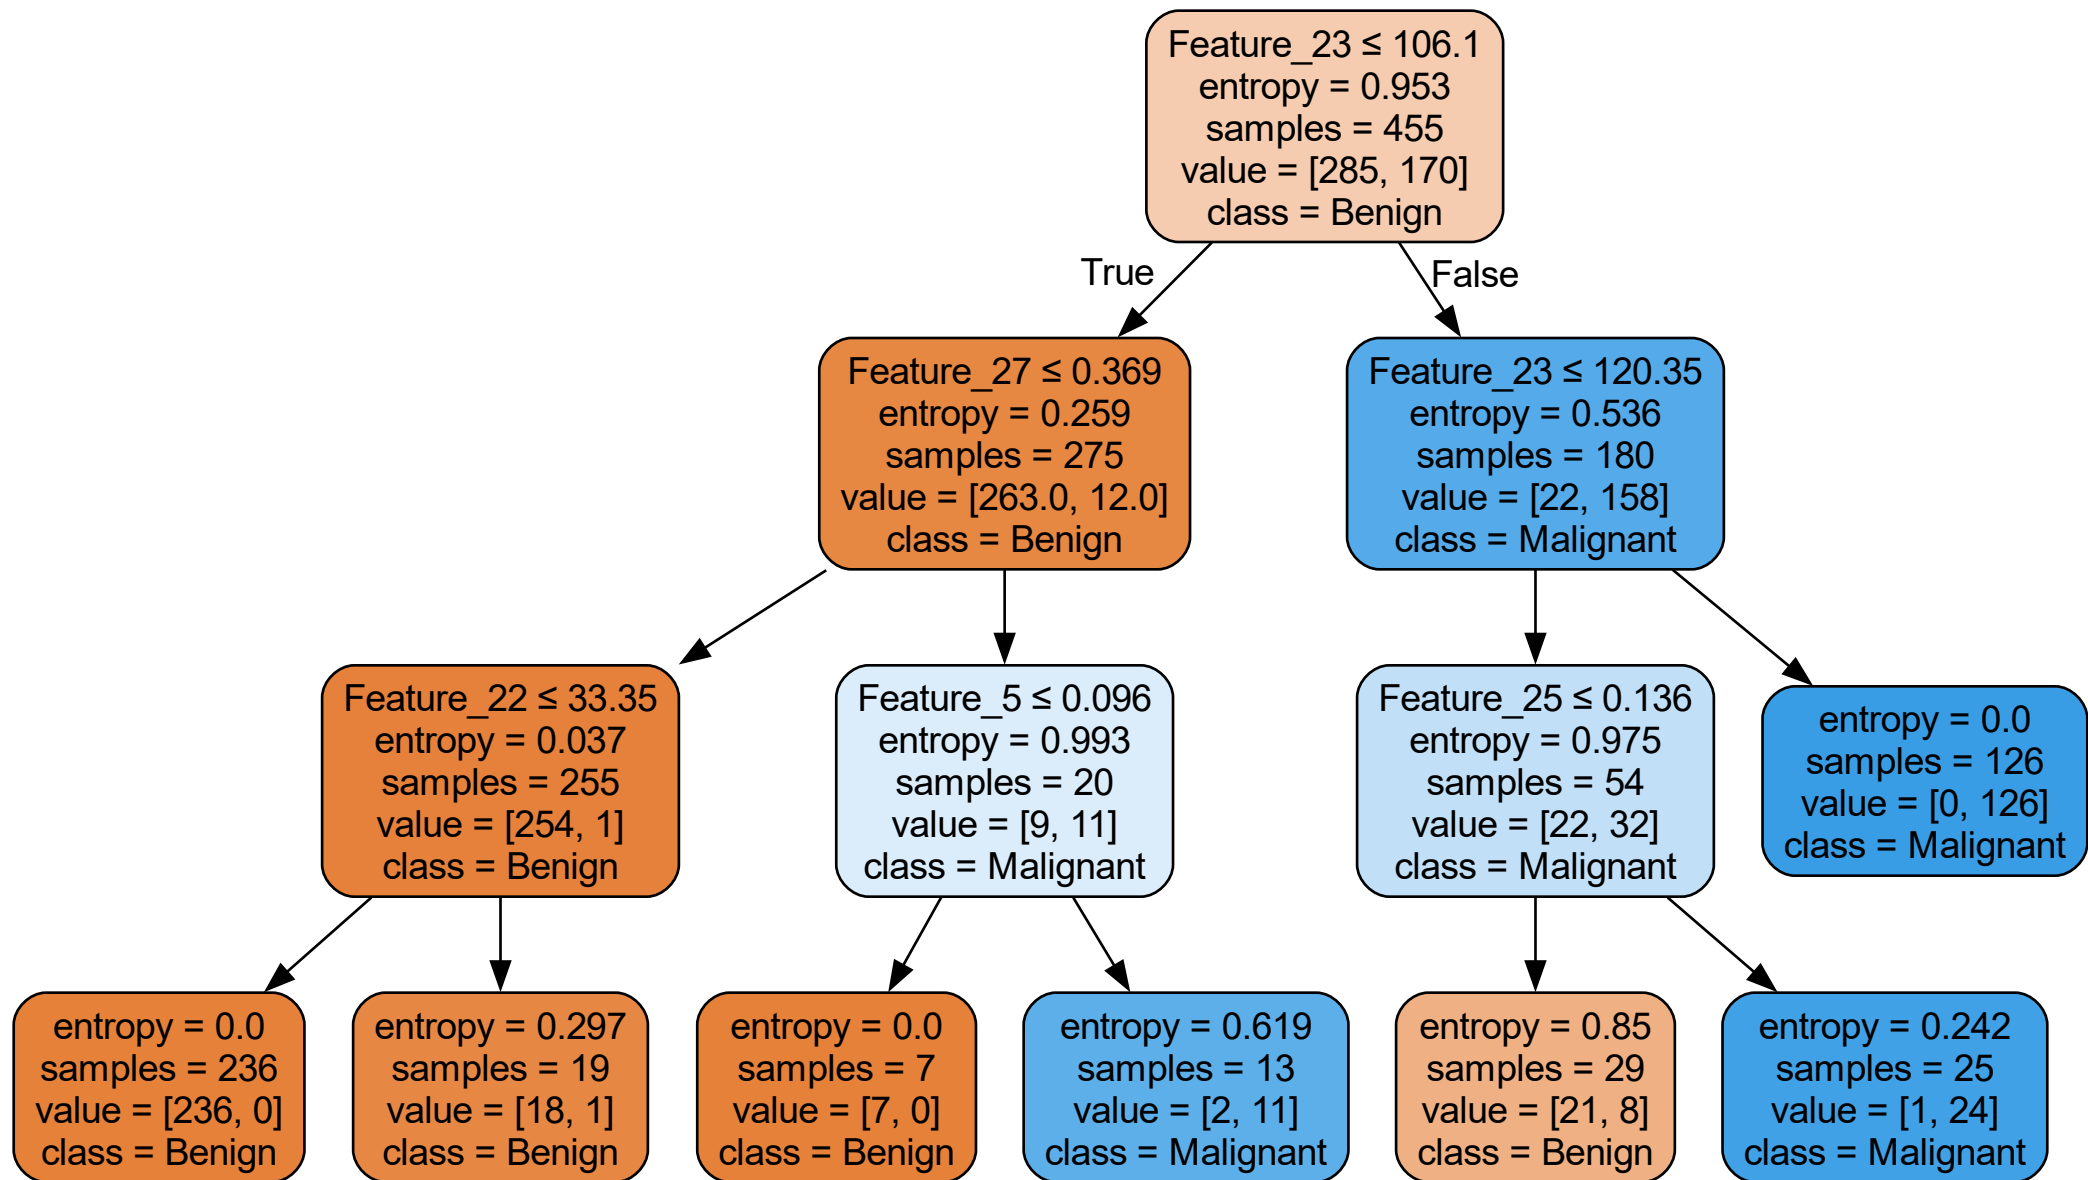 Feature_23 ≤ 106.1
entropy = 0.953
samples = 455
value = [285, 170]
class = Benign
True
False
Feature_27 ≤ 0.369
entropy = 0.259
samples = 275
value = [263.0, 12.0]
class = Benign
Feature_23 ≤ 120.35
entropy = 0.536
samples = 180
value = [22, 158]
class = Malignant
Feature_22 ≤ 33.35
entropy = 0.037
samples = 255
value = [254, 1]
class = Benign
Feature_5 ≤ 0.096
entropy = 0.993
samples = 20
value = [9, 11]
class = Malignant
Feature_25 ≤ 0.136
entropy = 0.975
samples = 54
value = [22, 32]
class = Malignant
entropy = 0.0
samples = 126
value = [0, 126]
class = Malignant
entropy = 0.0
samples = 236
value = [236, 0]
class = Benign
entropy = 0.297
samples = 19
value = [18, 1]
class = Benign
entropy = 0.0
samples = 7
value = [7, 0]
class = Benign
entropy = 0.619
samples = 13
value = [2, 11]
class = Malignant
entropy = 0.85
samples = 29
value = [21, 8]
class = Benign
entropy = 0.242
samples = 25
value = [1, 24]
class = Malignant